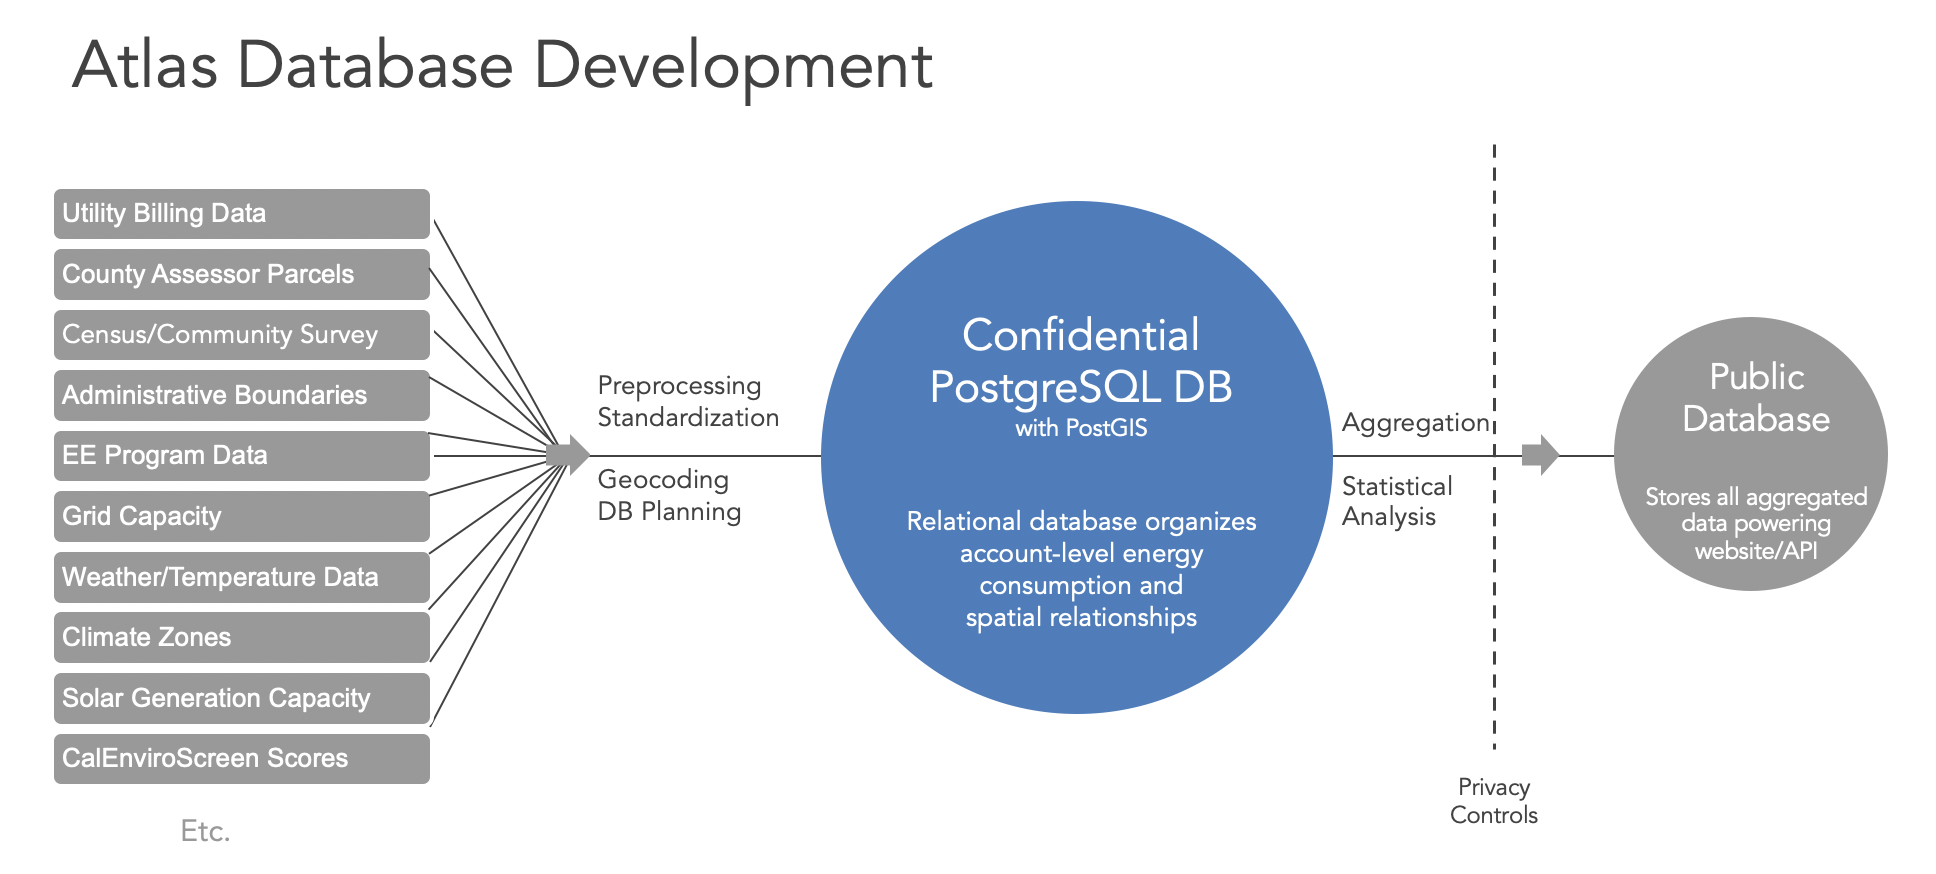 Atlas Database Development
Utility Billing Data
County Assessor Parcels
Census/Community Survey
Administrative Boundaries
EE Program Data
Grid Capacity
Weather/Temperature Data
Climate Zones
Solar Generation Capacity
CalEnviroScreen Scores
Etc.
Preprocessing
Standardization
Geocoding
DB Planning
Confidential
PostgreSQL DB
with PostGIS
Relational database organizes
account-level energy
consumption and
spatial relationships
Aggregation
Statistical
Analysis
Privacy
Controls
Public
Database
Stores all aggregated
data powering
website/API